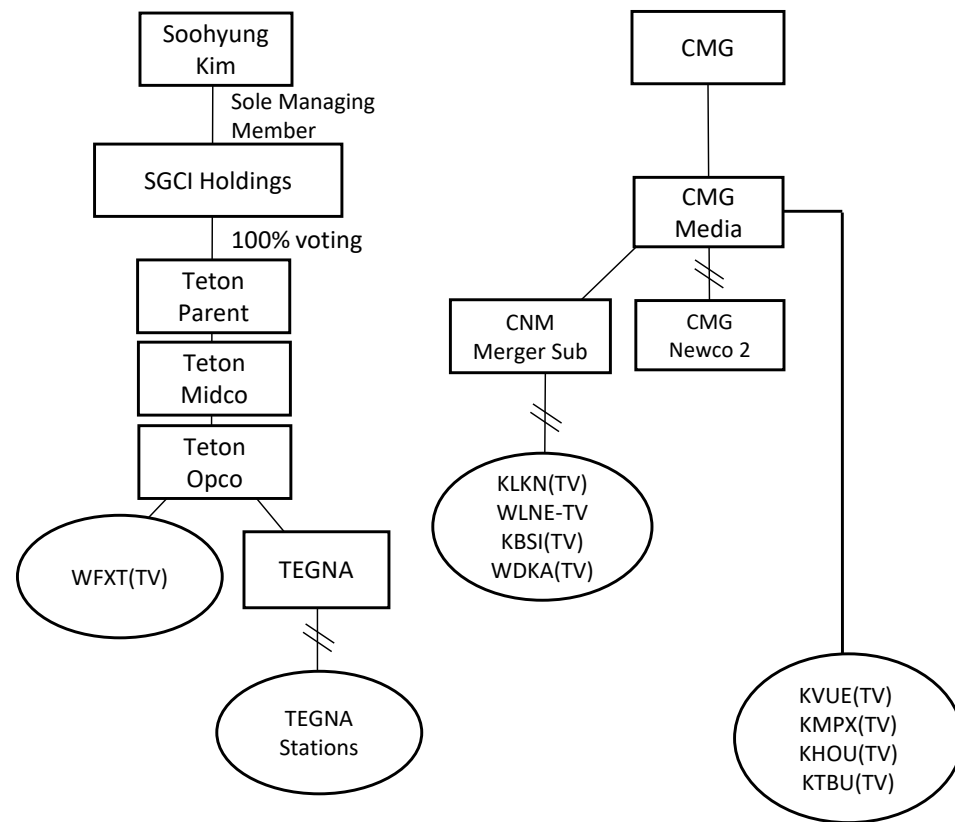 Soohyung
Kim
Sole Managing
Member
SGCI Holdings
100% voting
Teton
Parent
Teton
Midco
Teton
Opco
WFXT(TV)
TEGNA
TEGNA
Stations
CMG
CMG
Media
CNM
Merger Sub
CMG
Newco 2
KLKN(TV)
WLNE-TV
KBSI(TV)
WDKA(TV)
KVUE(TV)
KMPX(TV)
KHOU(TV)
KTBU(TV)